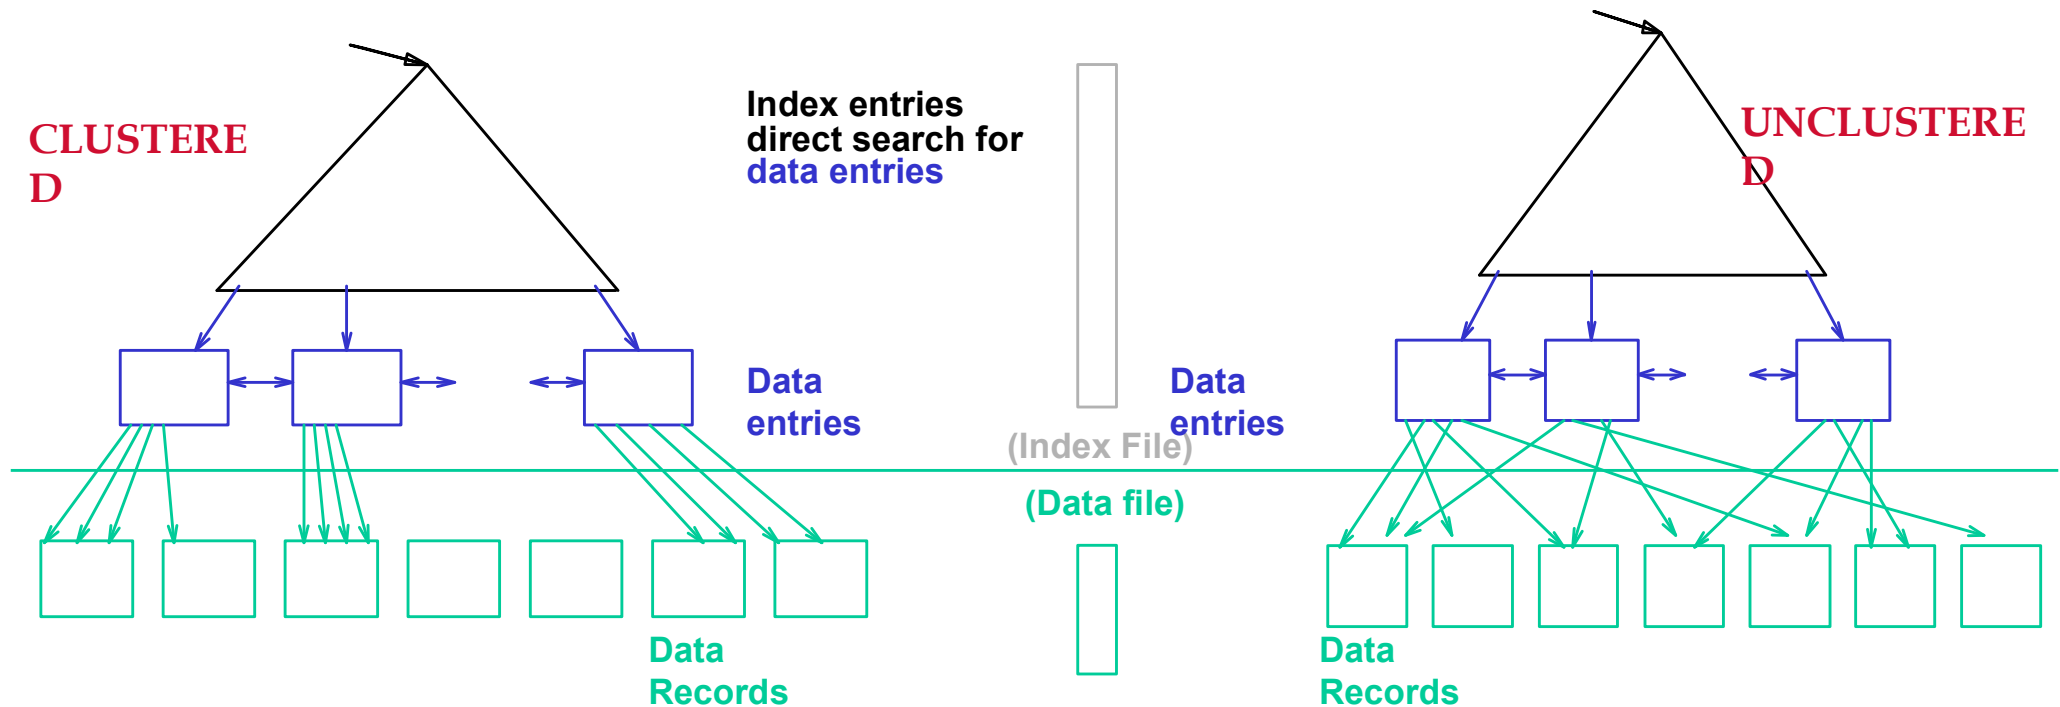 CLUSTERE
D
Index entries
direct search for
data entries
UNCLUSTERE
D
Data
entries
Data
entries
(Index File)
(Data file)
Data
Records
Data
Records